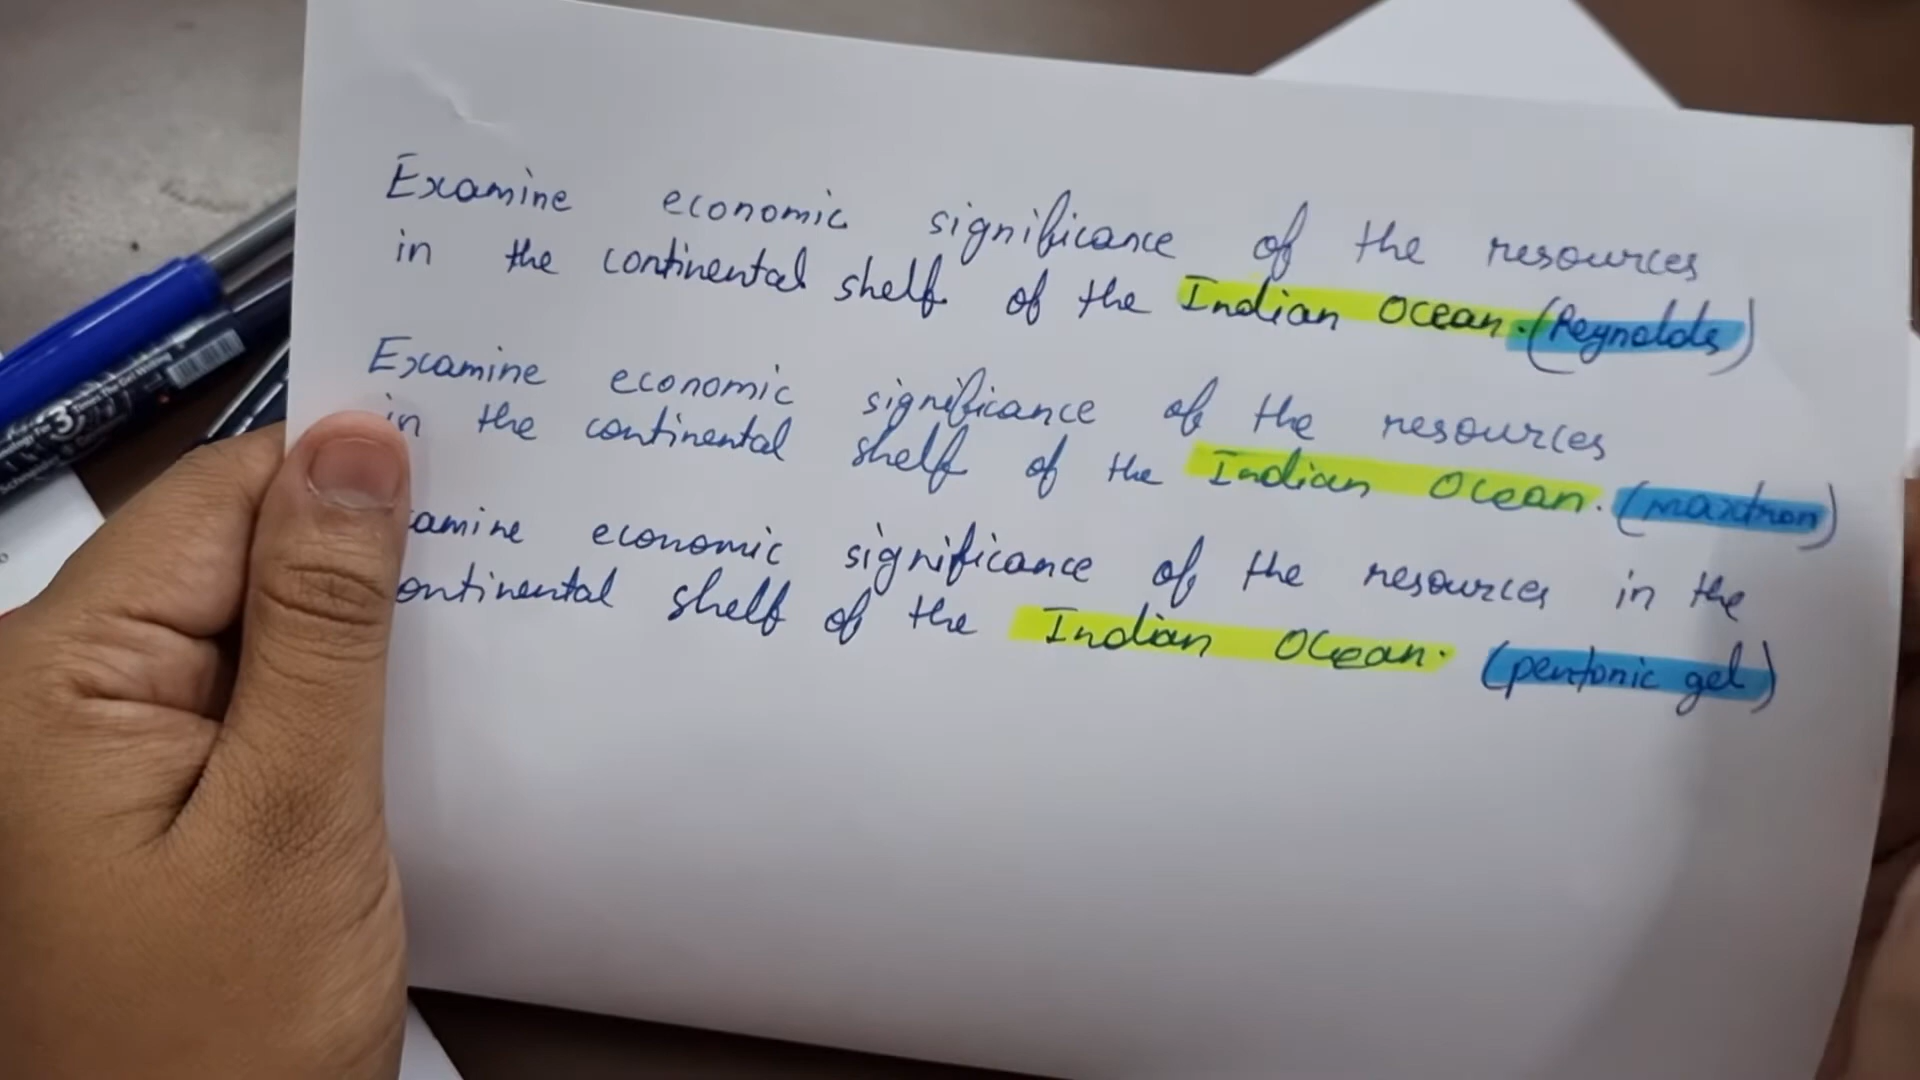 Examine economic significance of the resources
in the continental shelf of the Indian Ocean. (Reynolds)
Examine economic significance of the resources
in the continental shelf of the Indian Ocean. (maxtron)
amine economic significance of the resources in the
ontinental shelf of the Indian Ocean. (pentonic gel)